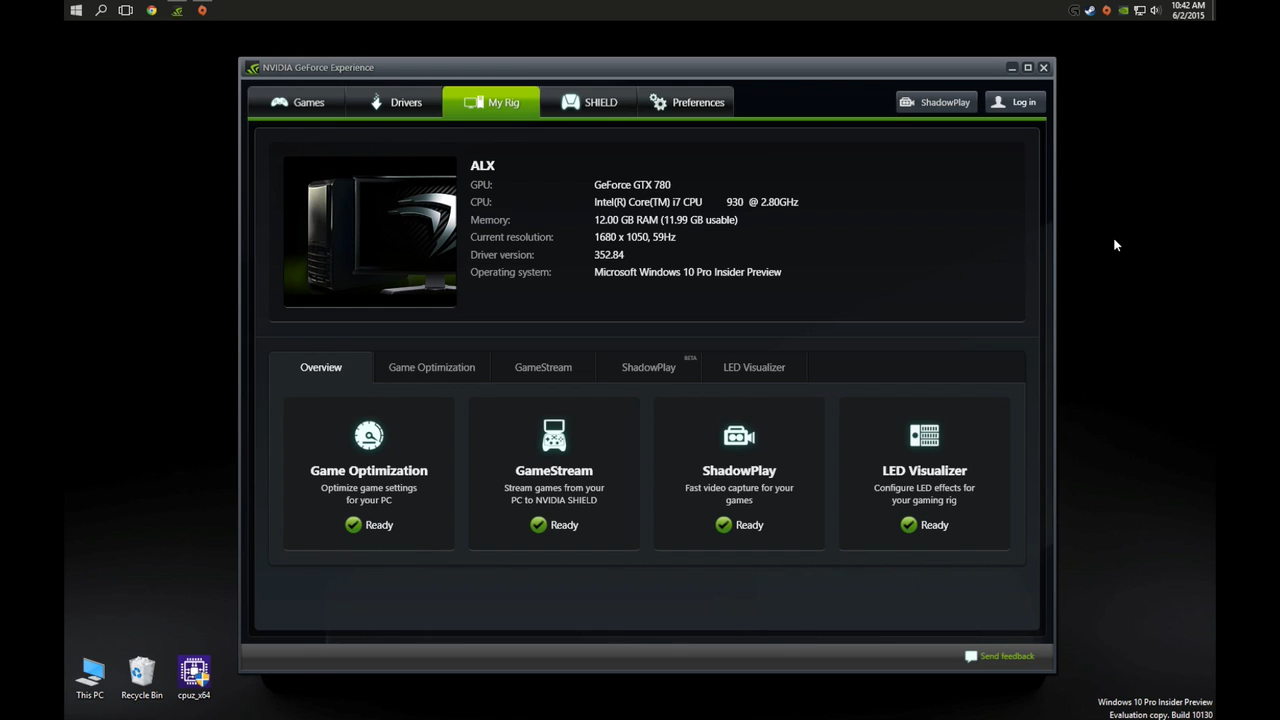 10:42 AM
6/2/2015
NVIDIA GeForce Experience
Games
Drivers
My Rig
SHIELD
Preferences
ShadowPlay
Log in
ALX
GPU: GeForce GTX 780
CPU: Intel(R) Core(TM) i7 CPU 930 @ 2.80GHz
Memory: 12.00 GB RAM (11.99 GB usable)
Current resolution: 1680 x 1050, 59Hz
Driver version: 352.84
Operating system: Microsoft Windows 10 Pro Insider Preview
Overview
Game Optimization
GameStream
ShadowPlay BETA
LED Visualizer
Game Optimization
Optimize game settings
for your PC
Ready
GameStream
Stream games from your
PC to NVIDIA SHIELD
Ready
ShadowPlay
Fast video capture for your
games
Ready
LED Visualizer
Configure LED effects for
your gaming rig
Ready
Send feedback
This PC
Recycle Bin
cpuz_x64
Windows 10 Pro Insider Preview
Evaluation copy. Build 10130